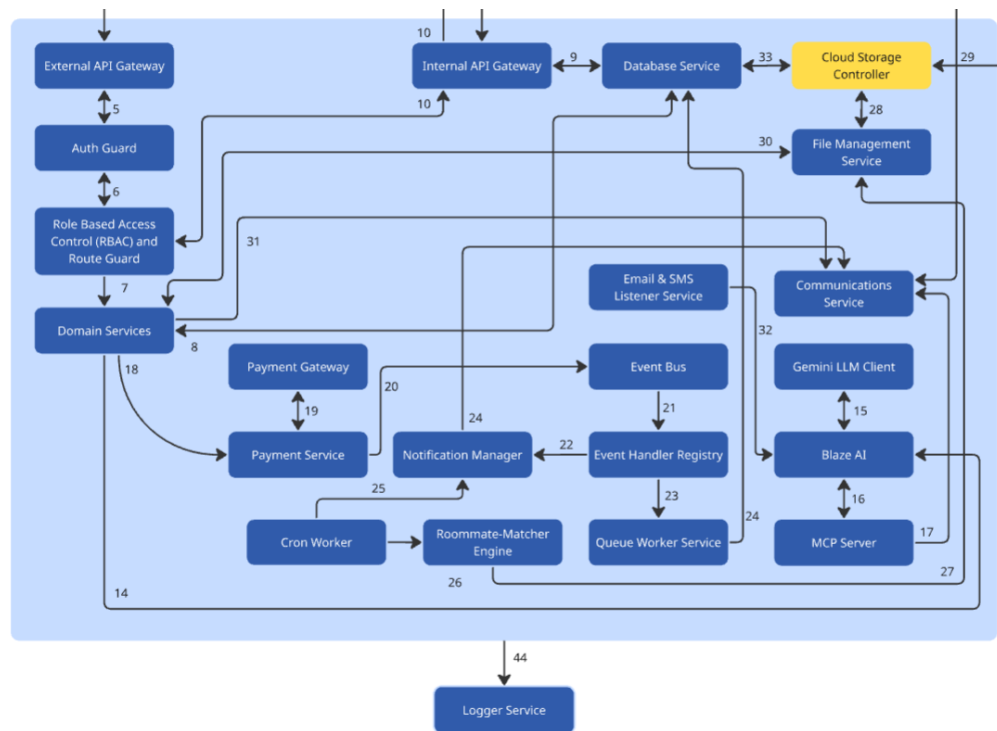 10
External API Gateway
Internal API Gateway
9
Database Service
33
Cloud Storage
Controller
29
5
10
28
Auth Guard
30
File Management
Service
6
Role Based Access
Control (RBAC) and
Route Guard
31
7
Email & SMS
Listener Service
Communications
Service
Domain Services
8
32
18
Payment Gateway
20
Event Bus
Gemini LLM Client
19
24
21
15
Payment Service
Notification Manager
22
Event Handler Registry
Blaze AI
25
23
16
Cron Worker
Roommate-Matcher
Engine
Queue Worker Service
24
MCP Server
17
26
27
14
44
Logger Service